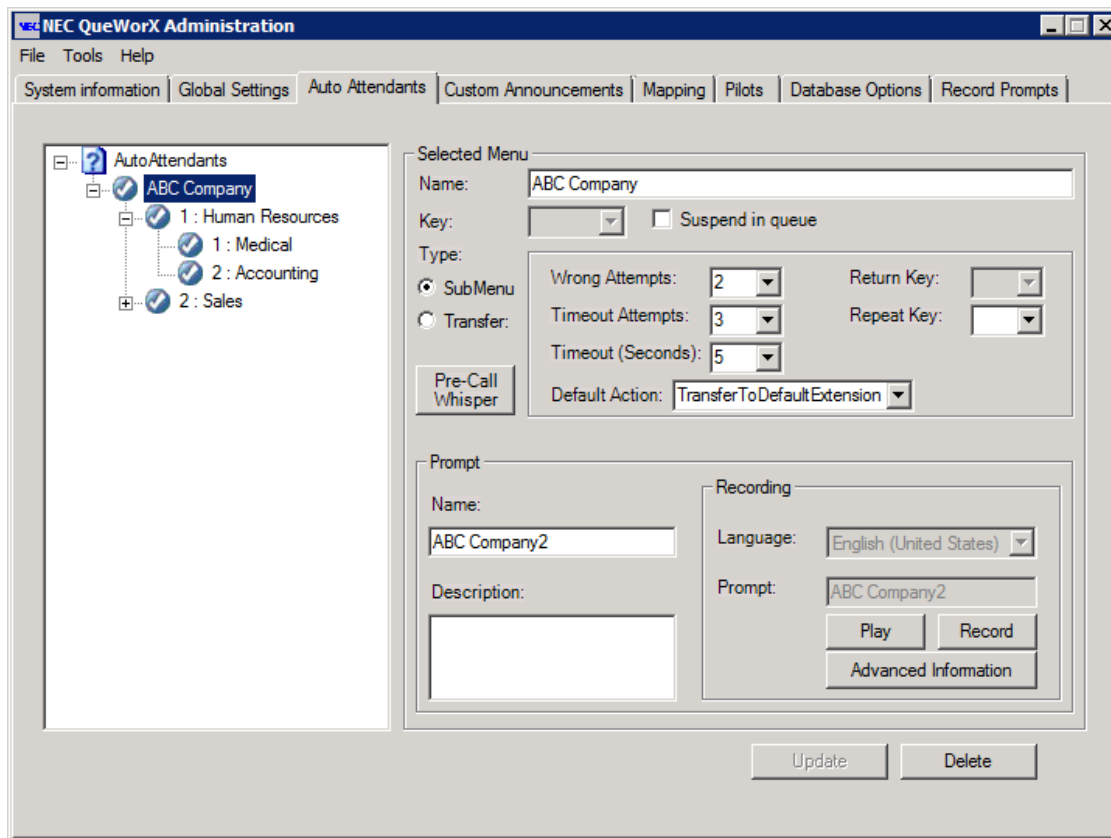 NEC NEC QueWorX Administration
File Tools Help
System information Global Settings Auto Attendants Custom Announcements Mapping Pilots Database Options Record Prompts
AutoAttendants
ABC Company
1 : Human Resources
1 : Medical
2 : Accounting
2 : Sales
Selected Menu
Name: ABC Company
Key: Suspend in queue
Type:
SubMenu
Transfer:
Pre-Call
Whisper
Wrong Attempts: 2 Return Key:
Timeout Attempts: 3 Repeat Key:
Timeout (Seconds): 5
Default Action: TransferToDefaultExtension
Prompt
Name:
ABC Company2
Description:
Recording
Language: English (United States)
Prompt: ABC Company2
Play Record
Advanced Information
Update Delete